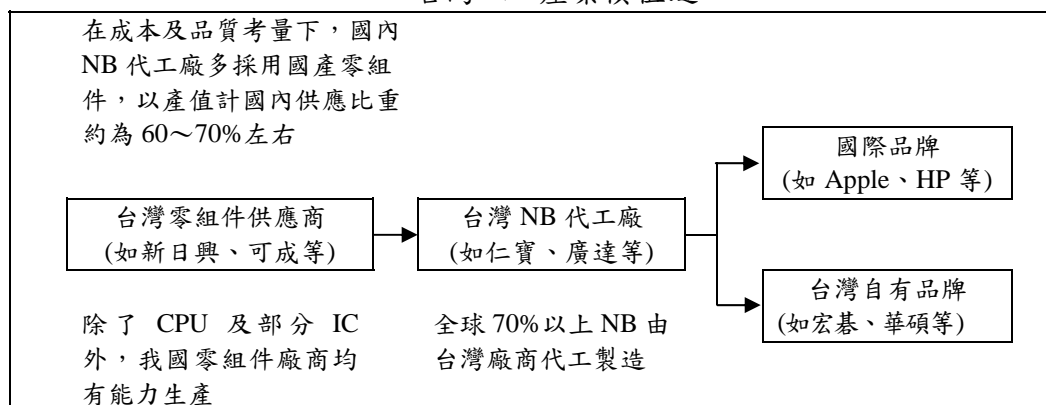 在成本及品質考量下，國內
NB 代工廠多採用國產零組
件，以產值計國內供應比重
約為 60～70%左右
國際品牌
(如 Apple、HP 等)
台灣零組件供應商
(如新日興、可成等)
台灣 NB 代工廠
(如仁寶、廣達等)
台灣自有品牌
(如宏碁、華碩等)
除了 CPU 及部分 IC
外，我國零組件廠商均
有能力生產
全球 70%以上 NB 由
台灣廠商代工製造